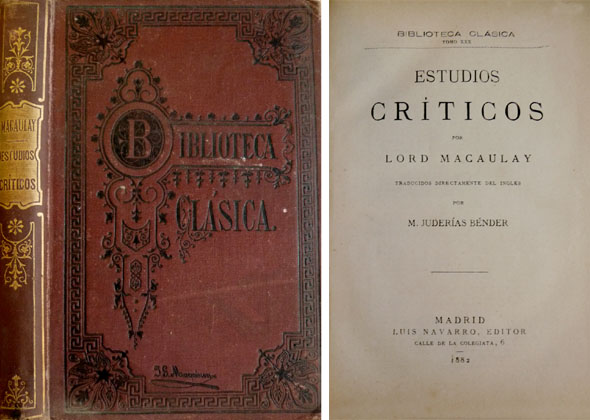 MACAULAY
ESTUDIOS
CRÍTICOS
BIBLIOTECA
CLÁSICA.
BIBLIOTECA CLÁSICA
TOMO XXX
ESTUDIOS
CRÍTICOS
POR
LORD MACAULAY
TRADUCIDOS DIRECTAMENTE DEL INGLÉS
POR
M. JUDERÍAS BÉNDER
MADRID
LUIS NAVARRO, EDITOR
CALLE DE LA COLEGIATA, 6
1882